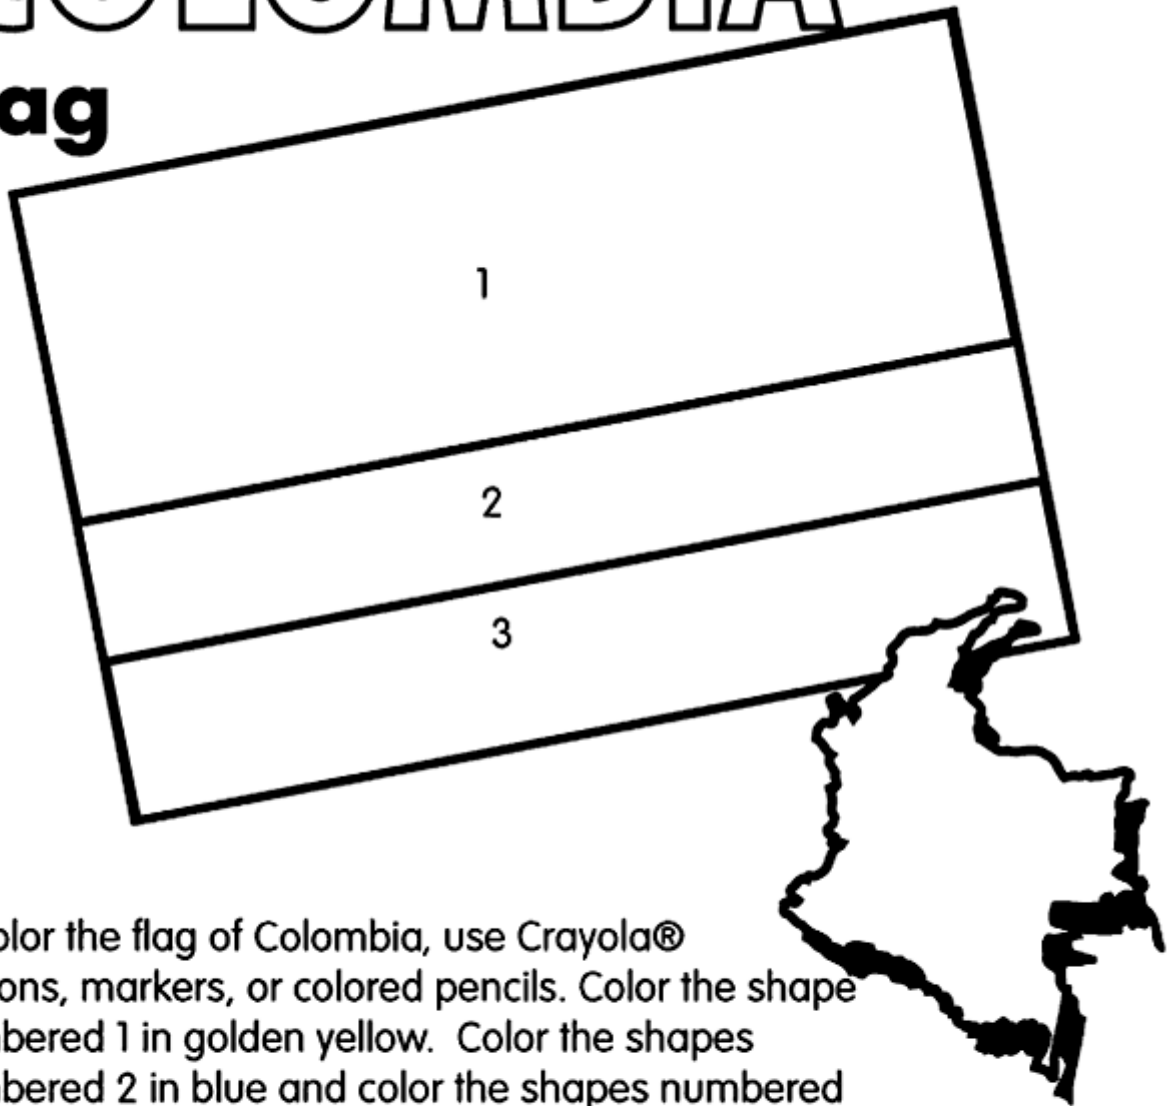 COLOMBIA
ag
1
2
3
olor the flag of Colombia, use Crayola®
ons, markers, or colored pencils. Color the shape
bered 1 in golden yellow.  Color the shapes
bered 2 in blue and color the shapes numbered